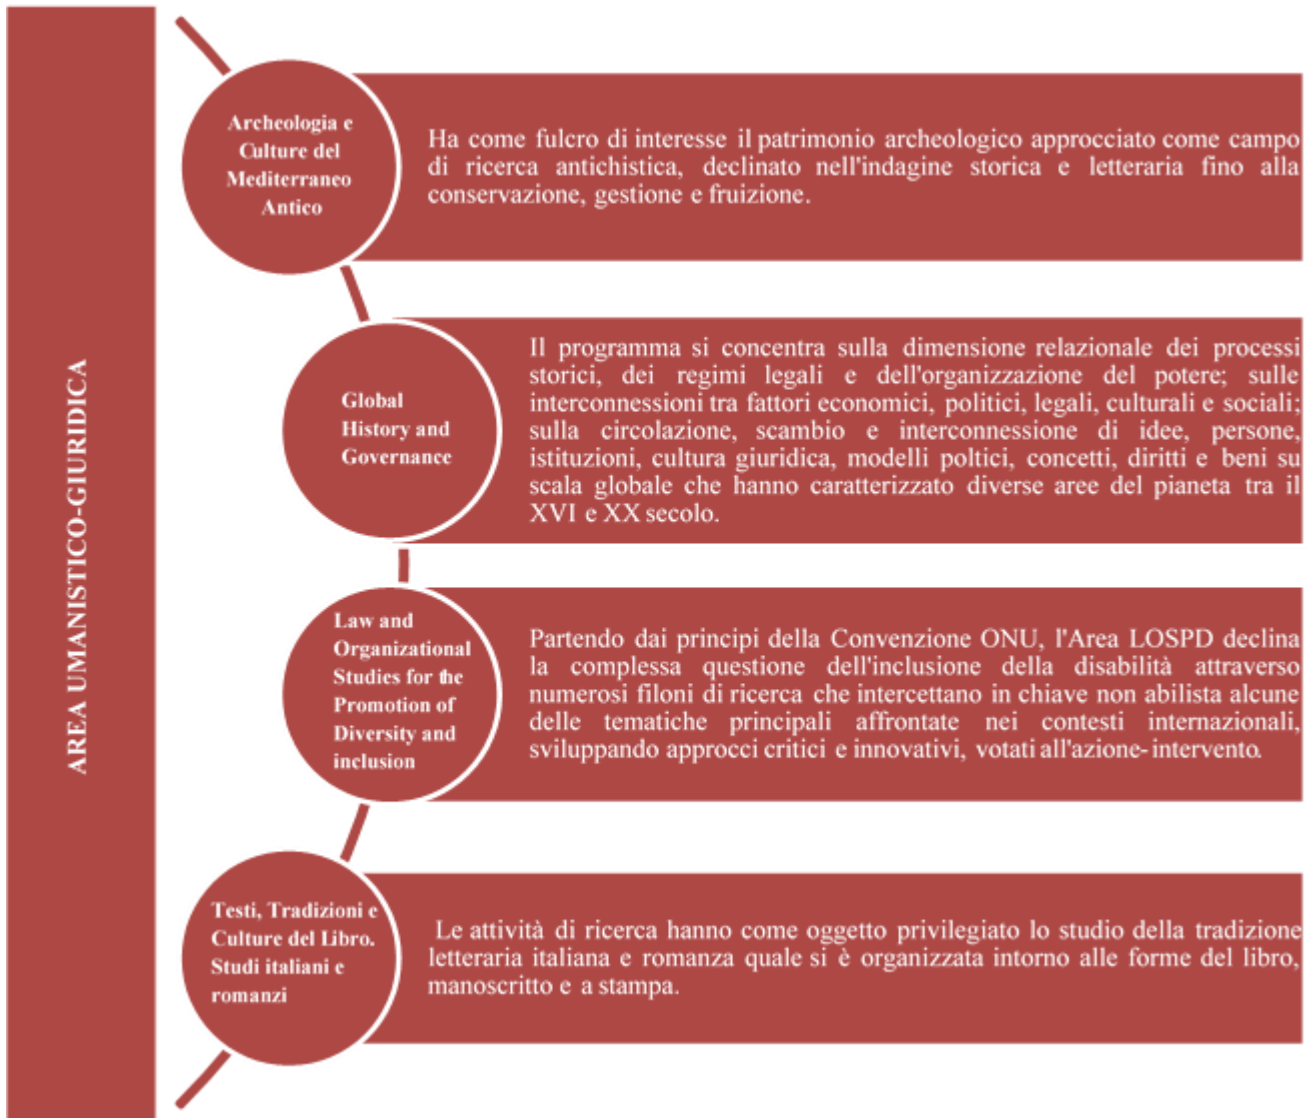 AREA UMANISTICO-GIURIDICA
Archeologia e
Culture del
Mediterraneo
Antico
Ha come fulcro di interesse il patrimonio archeologico approcciato come campo
di ricerca antichistica, declinato nell'indagine storica e letteraria fino alla
conservazione, gestione e fruizione.
Global
History and
Governance
Il programma si concentra sulla dimensione relazionale dei processi
storici, dei regimi legali e dell'organizzazione del potere; sulle
interconnessioni tra fattori economici, politici, legali, culturali e sociali;
sulla circolazione, scambio e interconnessione di idee, persone,
istituzioni, cultura giuridica, modelli poltici, concetti, diritti e beni su
scala globale che hanno caratterizzato diverse aree del pianeta tra il
XVI e XX secolo.
Law and
Organizational
Studies for the
Promotion of
Diversity and
inclusion
Partendo dai principi della Convenzione ONU, l'Area LOSPD declina
la complessa questione dell'inclusione della disabilità attraverso
numerosi filoni di ricerca che intercettano in chiave non abilista alcune
delle tematiche principali affrontate nei contesti internazionali,
sviluppando approcci critici e innovativi, votati all'azione-intervento.
Testi, Tradizioni e
Culture del Libro.
Studi italiani e
romanzi
Le attività di ricerca hanno come oggetto privilegiato lo studio della tradizione
letteraria italiana e romanza quale si è organizzata intorno alle forme del libro,
manoscritto e a stampa.